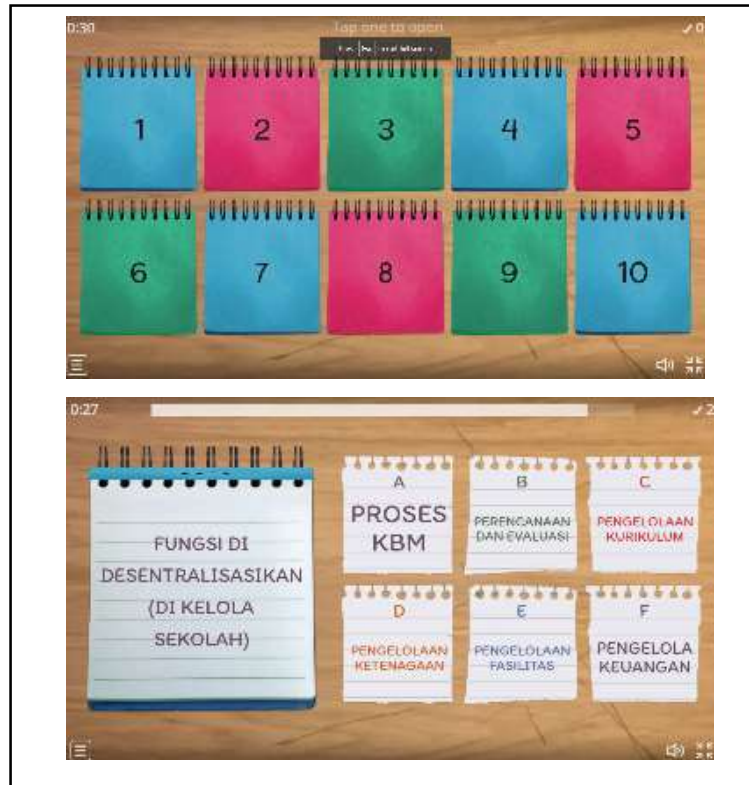 0:30
Tap one to open
✓ 0
1
2
3
4
5
6
7
8
9
10
0:27
✓ 2
FUNGSI DI
DESENTRALISASIKAN
(DI KELOLA
SEKOLAH)
A
PROSES
KBM
B
PERENCANAAN
DAN EVALUASI
C
PENGELOLAAN
KURIKULUM
D
PENGELOLAAN
KETENAGAAN
E
PENGELOLAAN
FASILITAS
F
PENGELOLA
KEUANGAN